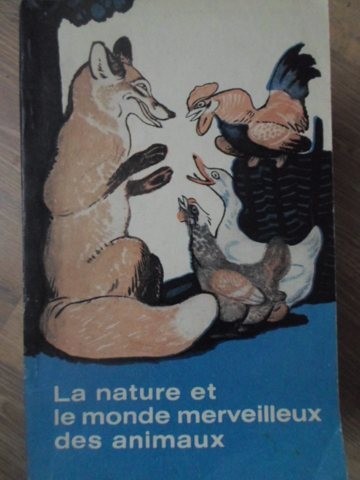 La nature et
le monde merveilleux
des animaux